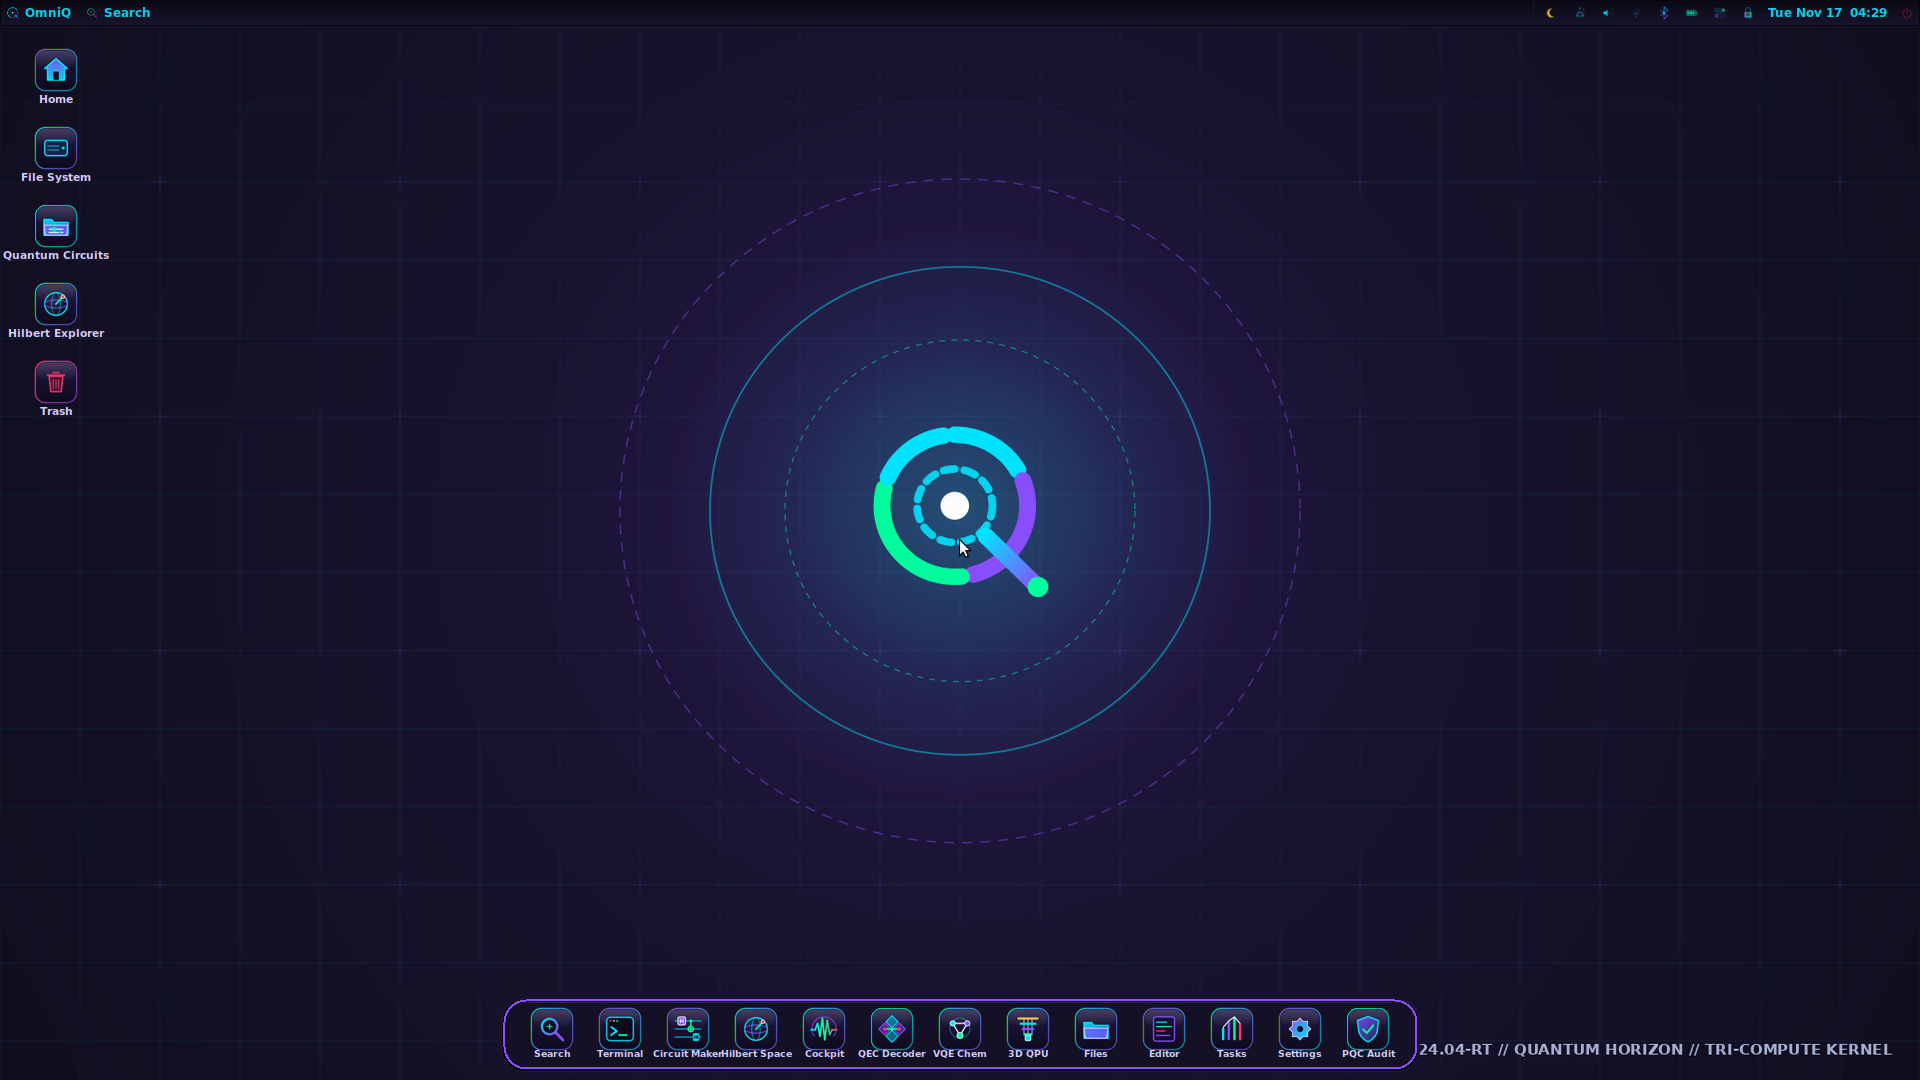 OmniQ Search
Tue Nov 17 04:29
Home
File System
Quantum Circuits
Hilbert Explorer
Trash
Search Terminal Circuit Maker Hilbert Space Cockpit QEC Decoder VQE Chem 3D QPU Files Editor Tasks Settings PQC Audit
24.04-RT // QUANTUM HORIZON // TRI-COMPUTE KERNEL